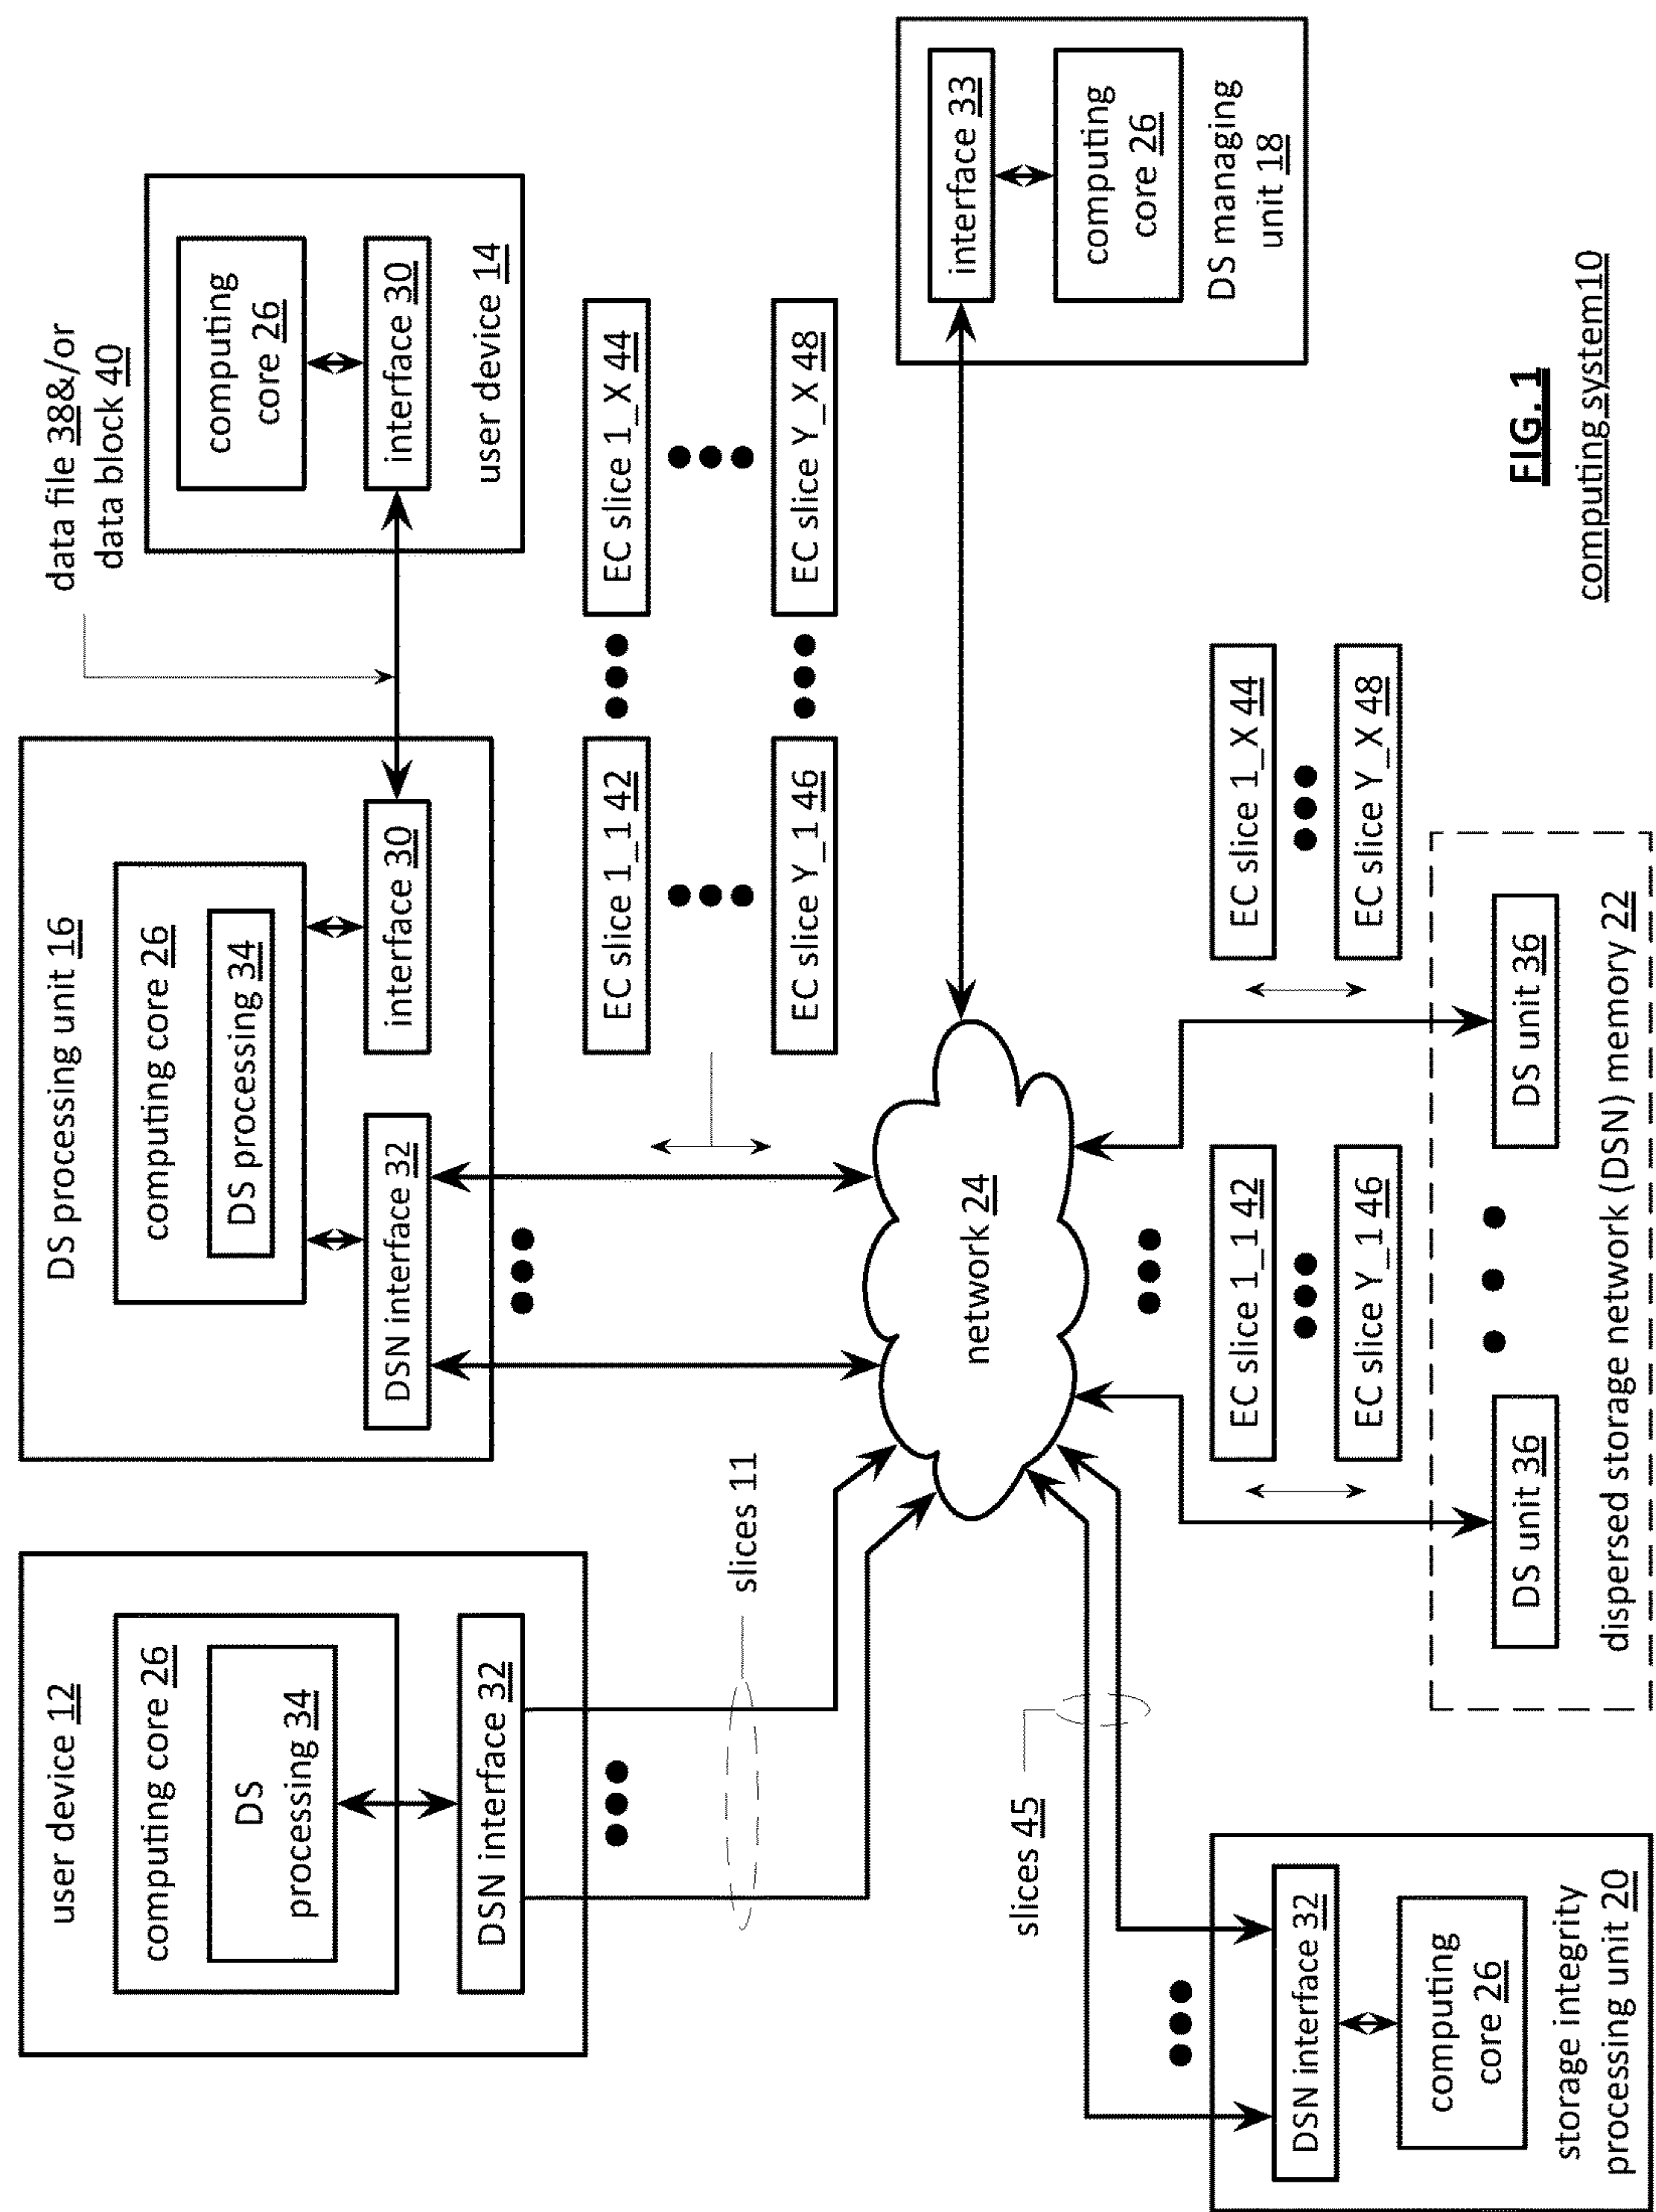 user device 12
computing core 26
DS
processing 34
DSN interface 32
slices 11
DS processing unit 16
computing core 26
DS processing 34
DSN interface 32
interface 30
data file 38&/or
data block 40
computing
core 26
interface 30
user device 14
EC slice 1_1 42
EC slice 1_X 44
EC slice Y_1 46
EC slice Y_X 48
network 24
interface 33
computing
core 26
DS managing
unit 18
slices 45
DSN interface 32
computing
core 26
storage integrity
processing unit 20
EC slice 1_1 42
EC slice 1_X 44
EC slice Y_1 46
EC slice Y_X 48
DS unit 36
DS unit 36
dispersed storage network (DSN) memory 22
FIG. 1
computing system10